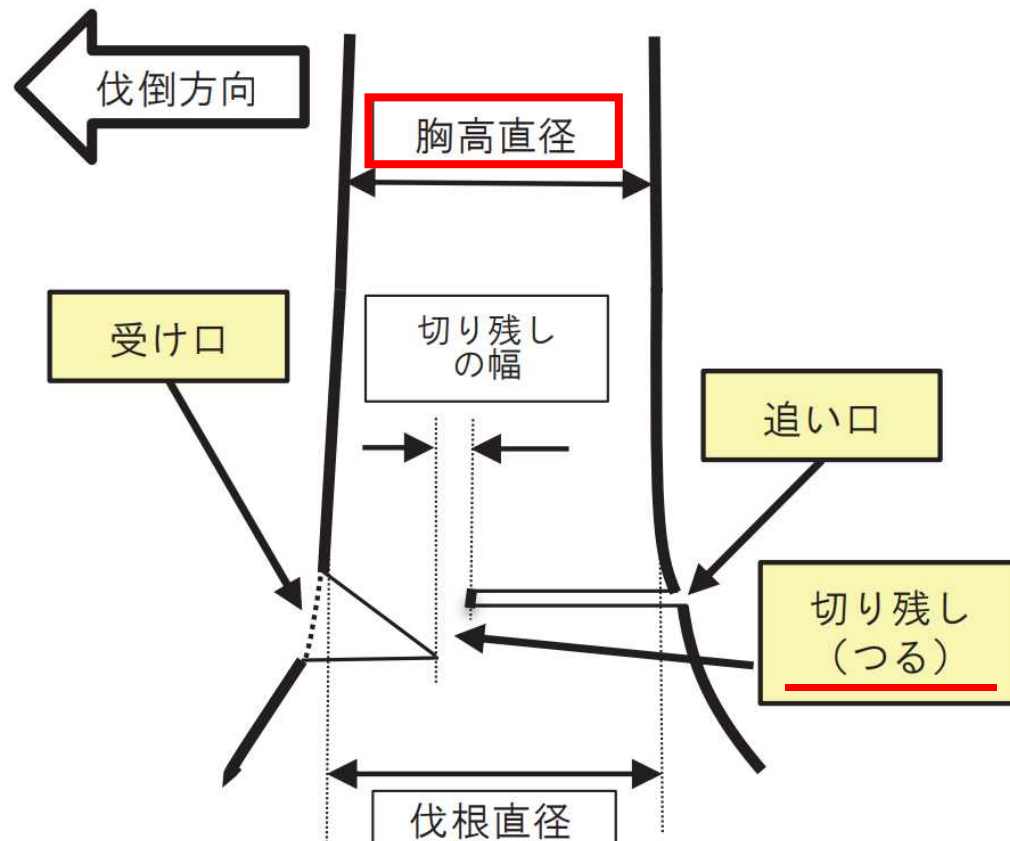 伐倒方向
胸高直径
受け口
切り残し
の幅
追い口
切り残し
（つる）
伐根直径